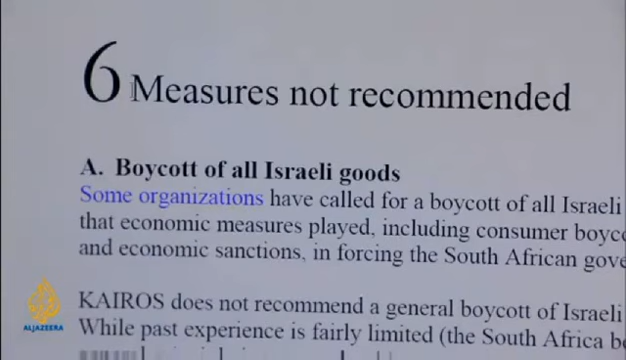 6 Measures not recommended
A. Boycott of all Israeli goods
Some organizations have called for a boycott of all Israeli
that economic measures played, including consumer
and economic sanctions, in forcing the South African
KAIROS does not recommend a general boycott of Israeli
While past experience is fairly limited (the South Africa
ALJAZEERA